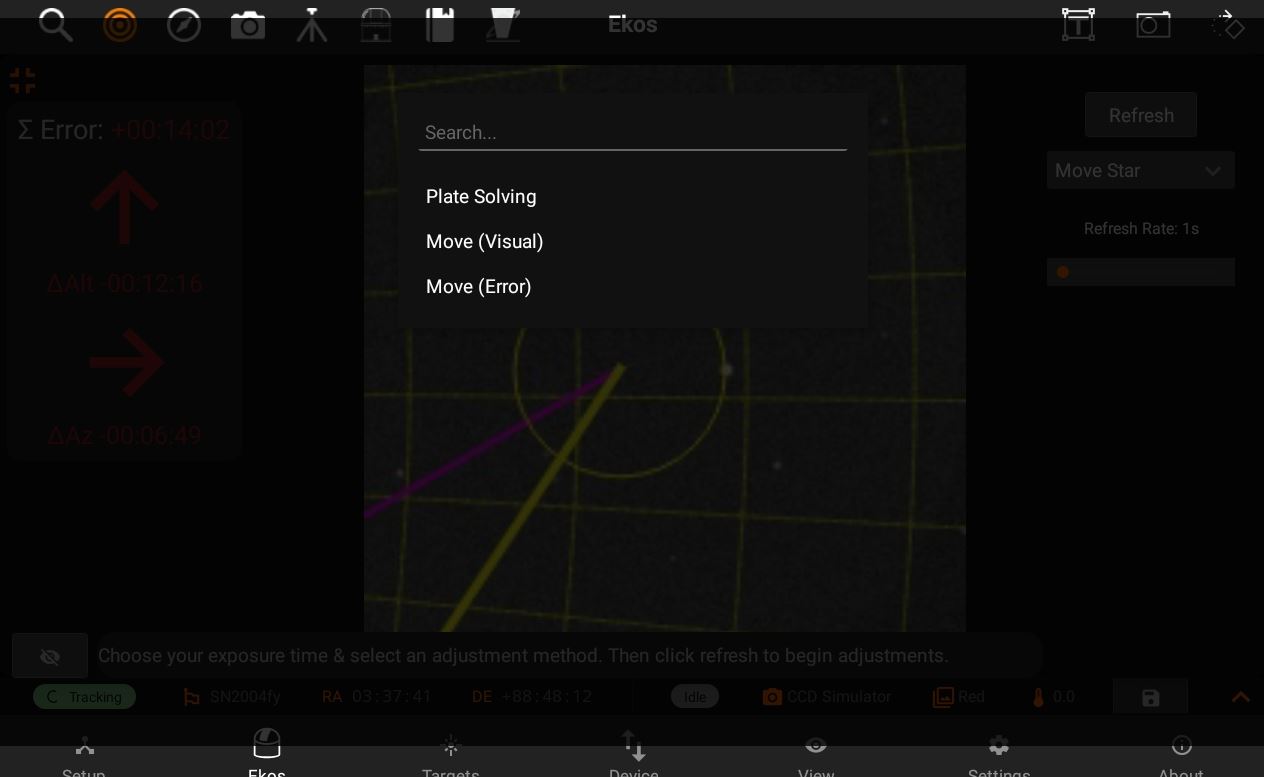 Ekos
Σ Error: +00:14:02
Search...
Refresh
Plate Solving
Move Star
Move (Visual)
Refresh Rate: 1s
Move (Error)
ΔAlt -00:12:16
ΔAz -00:06:49
Choose your exposure time & select an adjustment method. Then click refresh to begin adjustments.
Tracking SN2004fy RA 03:37:41 DE +88:48:12 Idle CCD Simulator Red 0.0
Setup Ekos Targets Device View Settings About